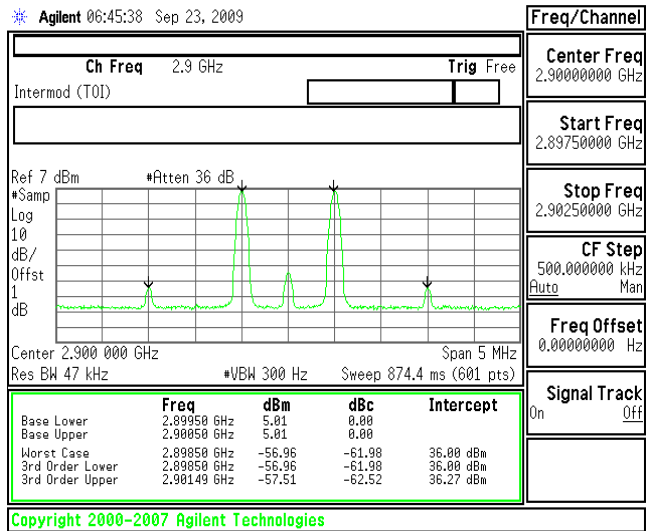 Agilent 06:45:38 Sep 23, 2009
Freq/Channel
Ch Freq 2.9 GHz Trig Free
Intermod (TOI)
Center Freq
2.90000000 GHz
Start Freq
2.89750000 GHz
Stop Freq
2.90250000 GHz
CF Step
500.000000 kHz
Auto Man
Freq Offset
0.00000000 Hz
Signal Track
On Off
Ref 7 dBm #Atten 36 dB
#Samp
Log
10
dB/
Offst
1
dB
Center 2.900 000 GHz Span 5 MHz
Res BW 47 kHz #VBW 300 Hz Sweep 874.4 ms (601 pts)
Freq dBm dBc Intercept
Base Lower 2.89950 GHz 5.01 0.00
Base Upper 2.90050 GHz 5.01 0.00
Worst Case 2.89850 GHz -56.96 -61.98 36.00 dBm
3rd Order Lower 2.89850 GHz -56.96 -61.98 36.00 dBm
3rd Order Upper 2.90149 GHz -57.51 -62.52 36.27 dBm
Copyright 2000-2007 Agilent Technologies